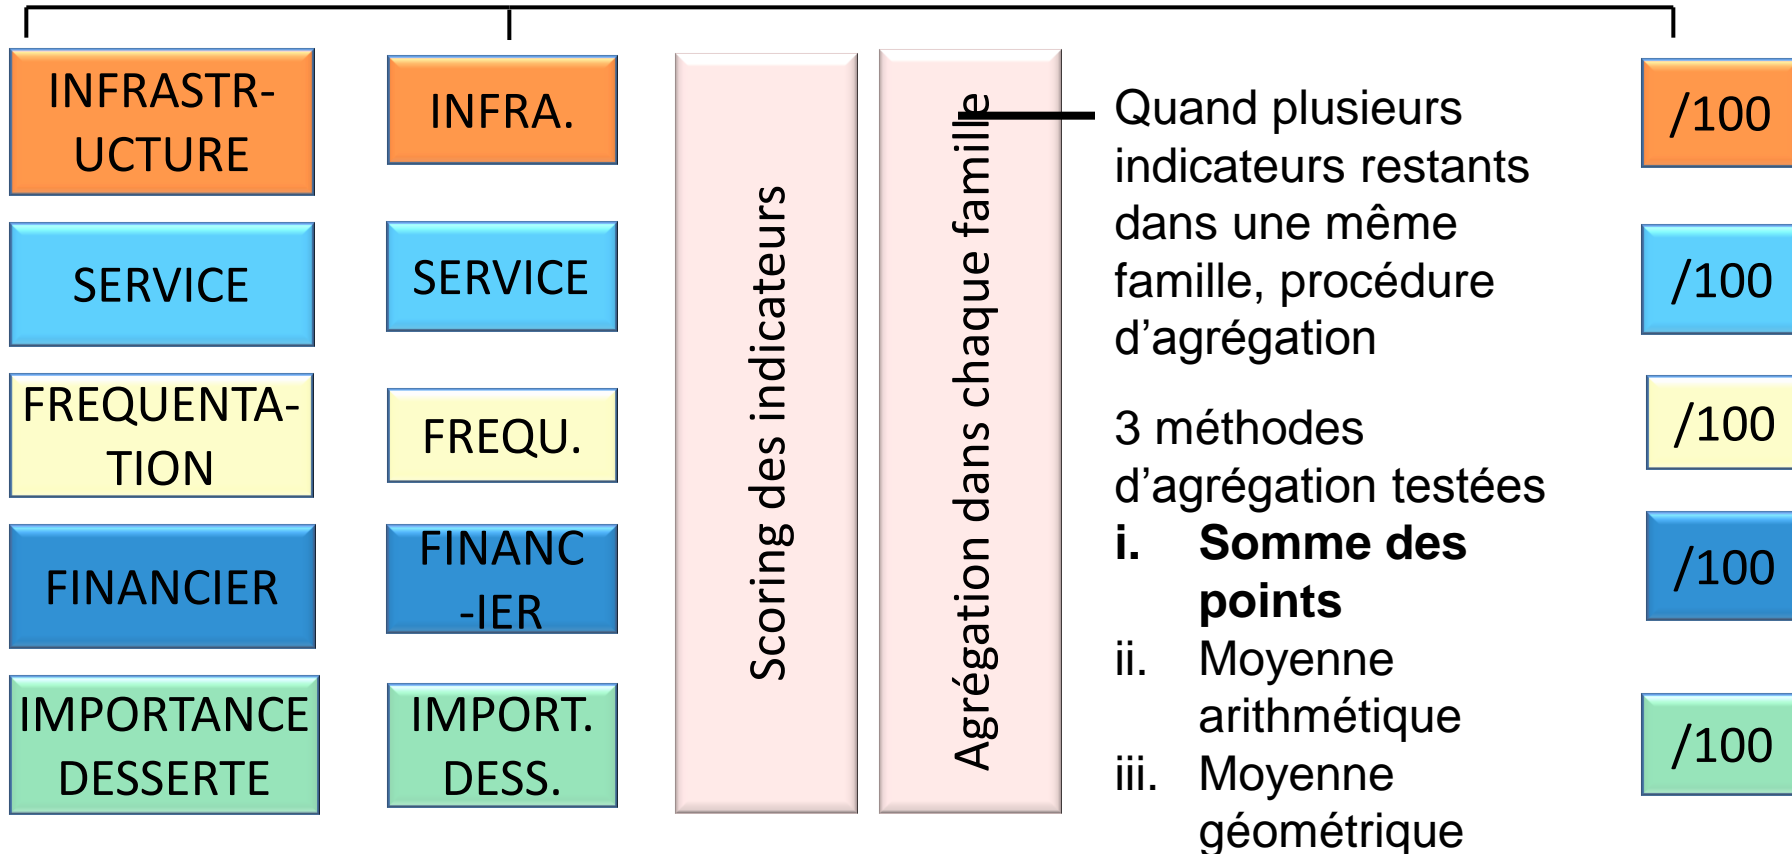 INFRASTR-
UCTURE
SERVICE
FREQUENTA-
TION
FINANCIER
IMPORTANCE
DESSERTE
INFRA.
SERVICE
FREQU.
FINANC
-IER
IMPORT.
DESS.
Scoring des indicateurs
Agrégation dans chaque famille
Quand plusieurs
indicateurs restants
dans une même
famille, procédure
d’agrégation
3 méthodes
d’agrégation testées
i. Somme des
points
ii. Moyenne
arithmétique
iii. Moyenne
géométrique
/100
/100
/100
/100
/100